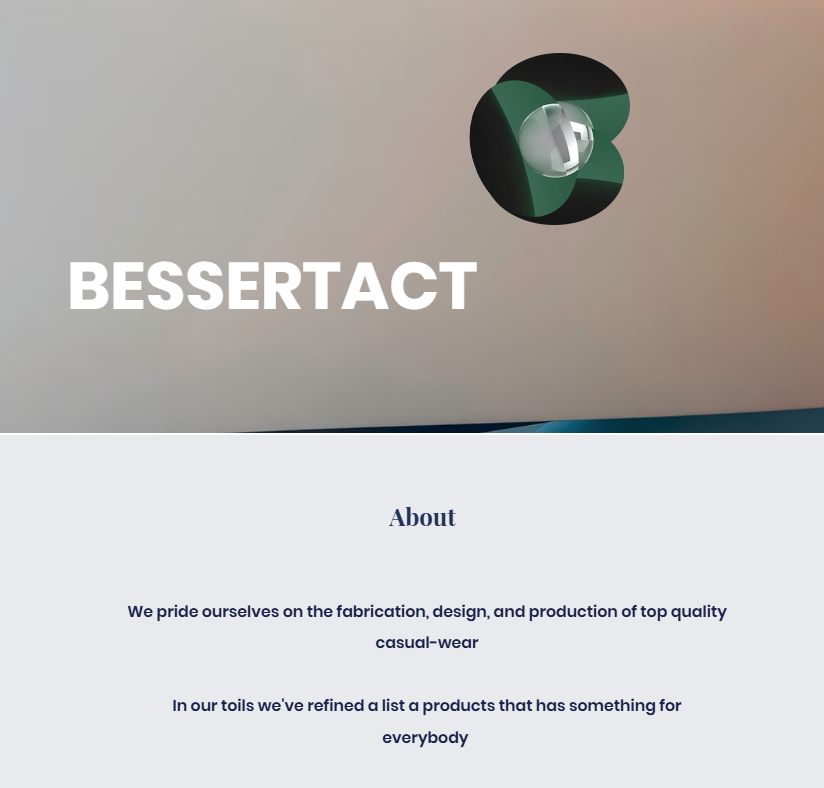 BESSERTACT
About
We pride ourselves on the fabrication, design, and production of top quality
casual-wear
In our toils we've refined a list a products that has something for
everybody